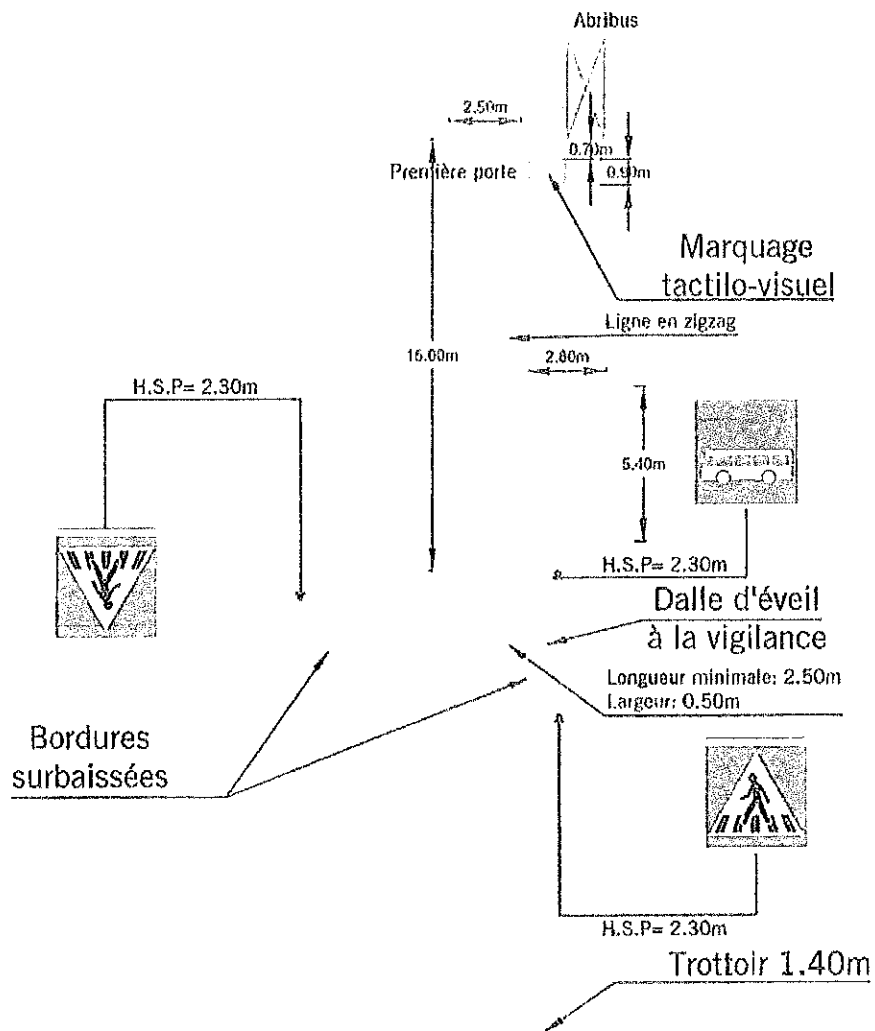 Abribus
2.50m
0.70m
0.90m
Première porte
Marquage
tactilo-visuel
Ligne en zigzag
15.00m
2.80m
H.S.P= 2.30m
5.40m
H.S.P= 2.30m
Dalle d'éveil
à la vigilance
Longueur minimale: 2.50m
Largeur: 0.50m
Bordures
surbaissées
H.S.P= 2.30m
Trottoir 1.40m